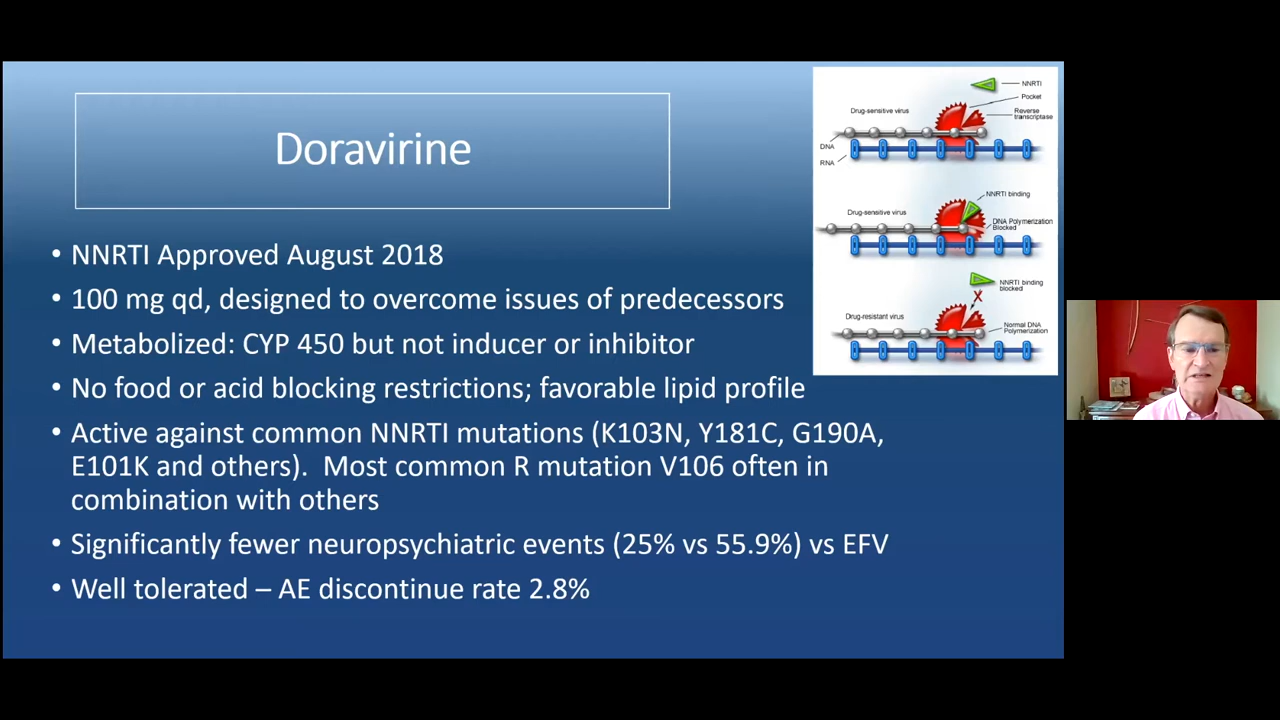 Doravirine
• NNRTI Approved August 2018
• 100 mg qd, designed to overcome issues of predecessors
• Metabolized: CYP 450 but not inducer or inhibitor
• No food or acid blocking restrictions; favorable lipid profile
• Active against common NNRTI mutations (K103N, Y181C, G190A,
E101K and others).  Most common R mutation V106 often in
combination with others
• Significantly fewer neuropsychiatric events (25% vs 55.9%) vs EFV
• Well tolerated – AE discontinue rate 2.8%
NNRTI
Pocket
Drug-sensitive virus
Reverse
transcriptase
DNA
RNA
NNRTI binding
Drug-sensitive virus
DNA Polymerization
Blocked
NNRTI binding
blocked
X
Drug-resistant virus
Normal DNA
Polymerization